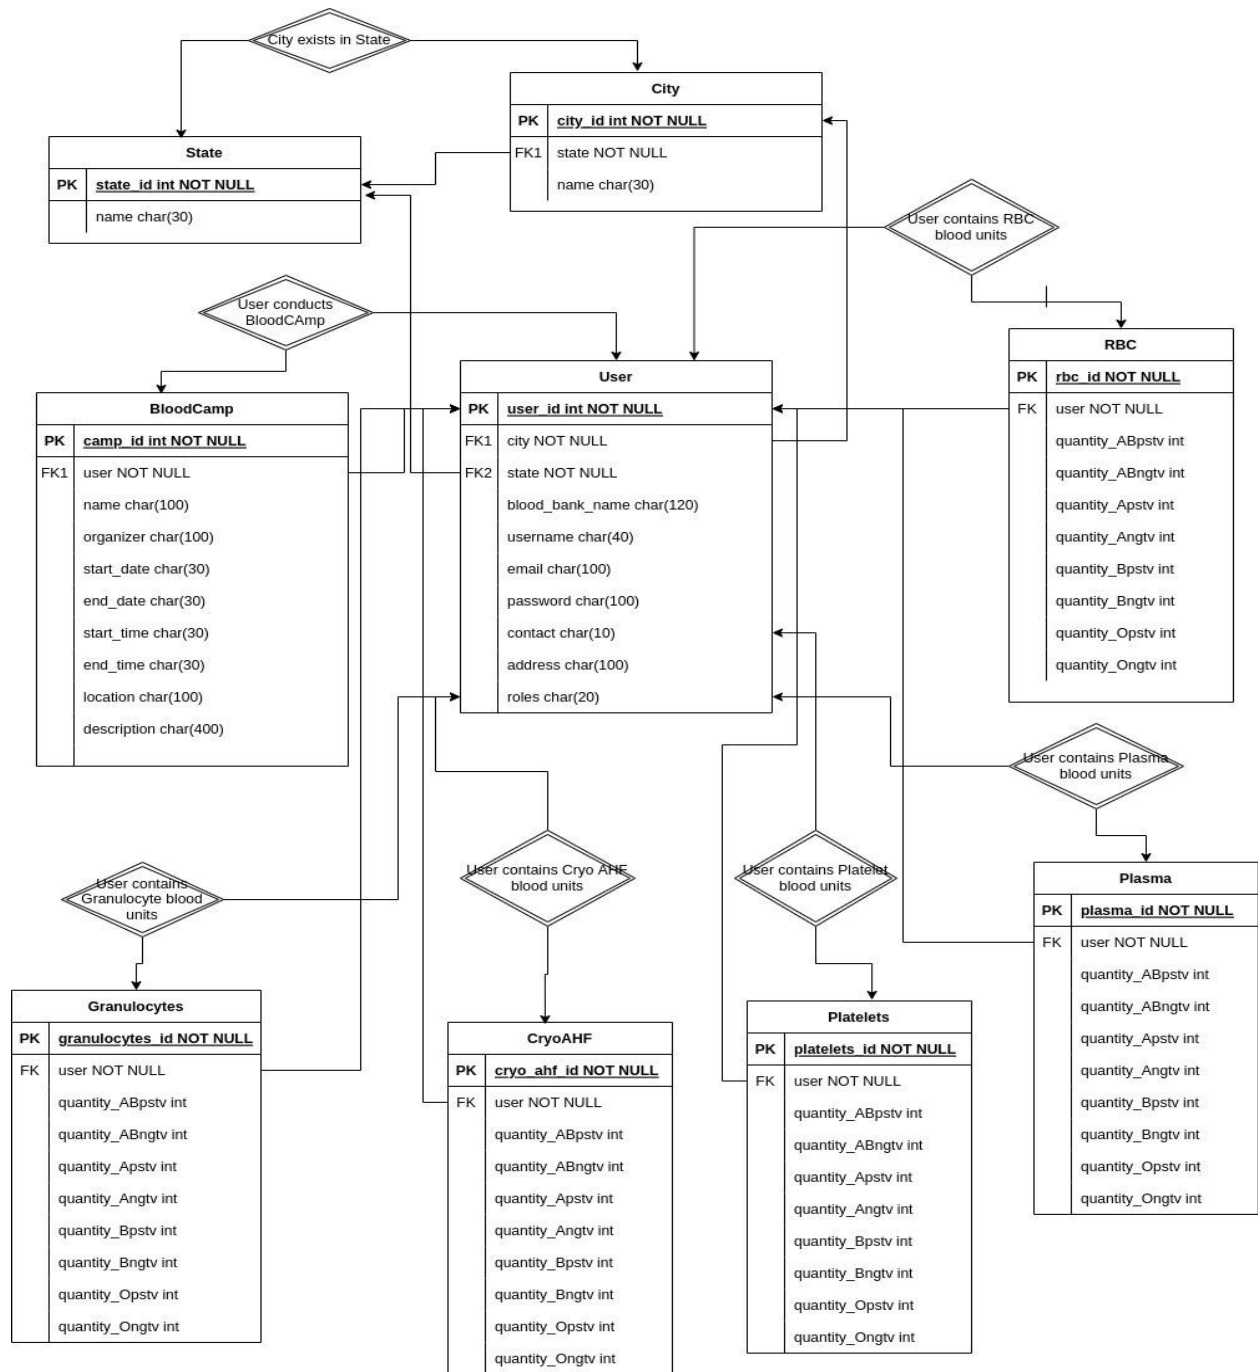 City exists in State
City
PK city_id int NOT NULL
FK1 state NOT NULL
name char(30)
State
PK state_id int NOT NULL
name char(30)
User contains RBC
blood units
User conducts
BloodCAmp
RBC
PK rbc_id NOT NULL
FK user NOT NULL
quantity_ABpstv int
quantity_ABngtv int
quantity_Apstv int
quantity_Angtv int
quantity_Bpstv int
quantity_Bngtv int
quantity_Opstv int
quantity_Ongtv int
User
PK user_id int NOT NULL
FK1 city NOT NULL
FK2 state NOT NULL
blood_bank_name char(120)
username char(40)
email char(100)
password char(100)
contact char(10)
address char(100)
roles char(20)
BloodCamp
PK camp_id int NOT NULL
FK1 user NOT NULL
name char(100)
organizer char(100)
start_date char(30)
end_date char(30)
start_time char(30)
end_time char(30)
location char(100)
description char(400)
User contains Plasma
blood units
User contains
Granulocyte blood
units
User contains Cryo AHF
blood units
User contains Platelet
blood units
Plasma
PK plasma_id NOT NULL
FK user NOT NULL
quantity_ABpstv int
quantity_ABngtv int
quantity_Apstv int
quantity_Angtv int
quantity_Bpstv int
quantity_Bngtv int
quantity_Opstv int
quantity_Ongtv int
Granulocytes
PK granulocytes_id NOT NULL
FK user NOT NULL
quantity_ABpstv int
quantity_ABngtv int
quantity_Apstv int
quantity_Angtv int
quantity_Bpstv int
quantity_Bngtv int
quantity_Opstv int
quantity_Ongtv int
CryoAHF
PK cryo_ahf_id NOT NULL
FK user NOT NULL
quantity_ABpstv int
quantity_ABngtv int
quantity_Apstv int
quantity_Angtv int
quantity_Bpstv int
quantity_Bngtv int
quantity_Opstv int
quantity_Ongtv int
Platelets
PK platelets_id NOT NULL
FK user NOT NULL
quantity_ABpstv int
quantity_ABngtv int
quantity_Apstv int
quantity_Angtv int
quantity_Bpstv int
quantity_Bngtv int
quantity_Opstv int
quantity_Ongtv int